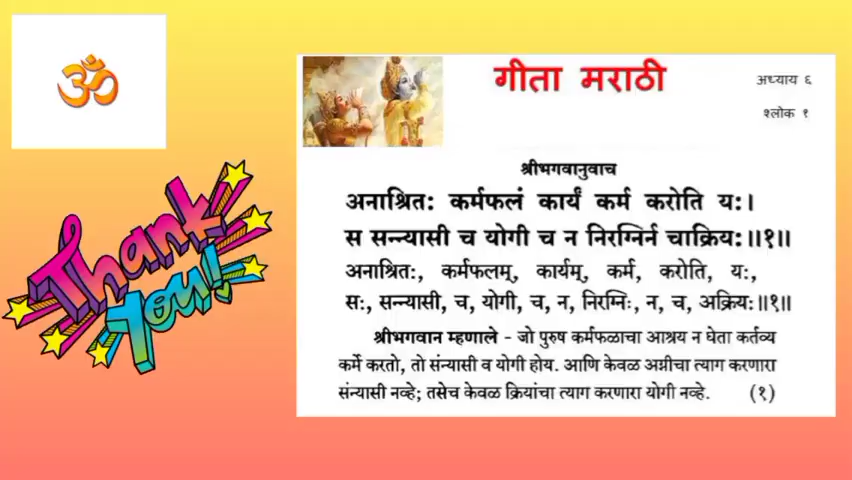 ॐ
Thank
You!
गीता मराठी
अध्याय ६
श्लोक १
श्रीभगवानुवाच
अनाश्रितः कर्मफलं कार्यं कर्म करोति यः।
स सन्न्यासी च योगी च न निरग्निर्न चाक्रियः॥१॥
अनाश्रितः, कर्मफलम्, कार्यम्, कर्म, करोति, यः,
सः, सन्न्यासी, च, योगी, च, न, निरग्निः, न, च, अक्रियः॥१॥
श्रीभगवान म्हणाले - जो पुरुष कर्मफळाचा आश्रय न घेता कर्तव्य
कर्मे करतो, तो संन्यासी व योगी होय. आणि केवळ अग्नीचा त्याग करणारा
संन्यासी नव्हे; तसेच केवळ क्रियांचा त्याग करणारा योगी नव्हे. (१)